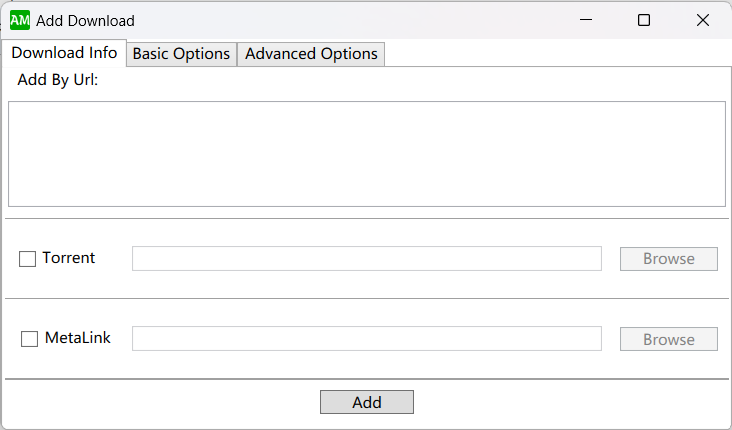 AM Add Download
Download Info Basic Options Advanced Options
Add By Url:
Torrent Browse
MetaLink Browse
Add